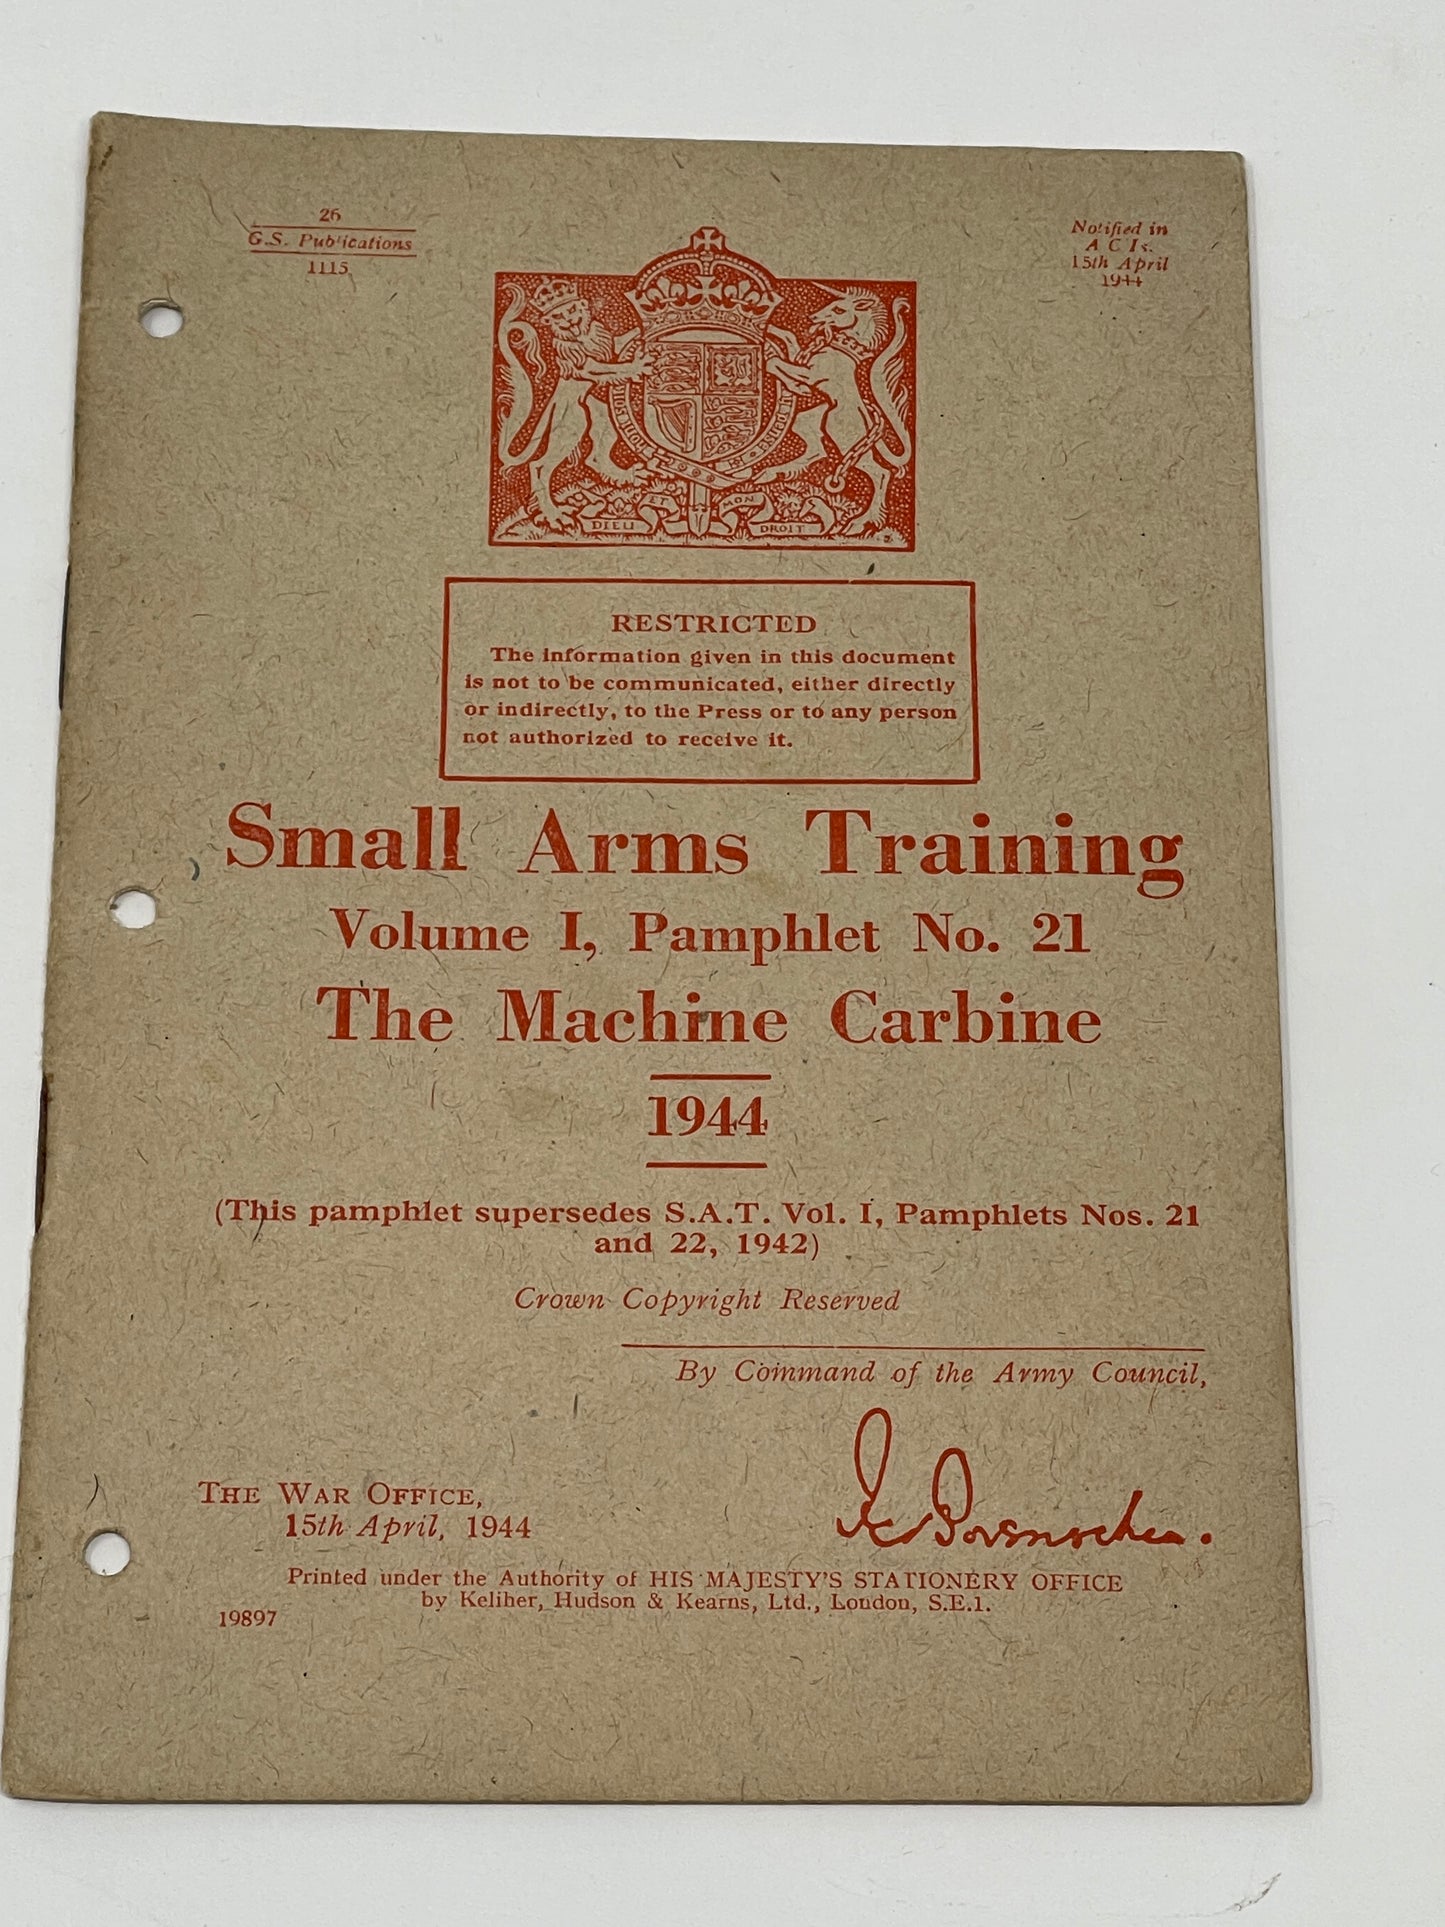 26
G.S. Publications
1115
Notified in
A C Is.
15th April
1944
HONI SOIT
DIEU ET MON DROIT
RESTRICTED
The information given in this document
is not to be communicated, either directly
or indirectly, to the Press or to any person
not authorized to receive it.
Small Arms Training
Volume I, Pamphlet No. 21
The Machine Carbine
1944
(This pamphlet supersedes S.A.T. Vol. I, Pamphlets Nos. 21
and 22, 1942)
Crown Copyright Reserved
By Command of the Army Council,
THE WAR OFFICE,
15th April, 1944
Printed under the Authority of HIS MAJESTY'S STATIONERY OFFICE
by Keliher, Hudson & Kearns, Ltd., London, S.E.1.
19897